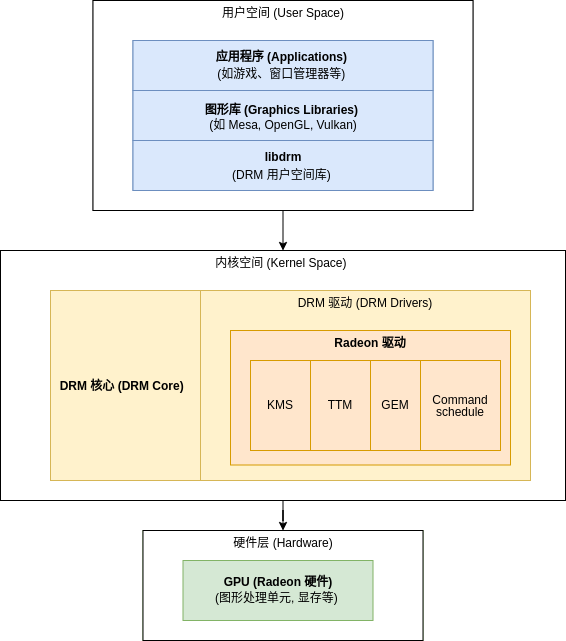 用户空间 (User Space)
应用程序 (Applications)
(如游戏、窗口管理器等)
图形库 (Graphics Libraries)
(如 Mesa, OpenGL, Vulkan)
libdrm
(DRM 用户空间库)
内核空间 (Kernel Space)
DRM 核心 (DRM Core)
DRM 驱动 (DRM Drivers)
Radeon 驱动
KMS
TTM
GEM
Command
schedule
硬件层 (Hardware)
GPU (Radeon 硬件)
(图形处理单元, 显存等)